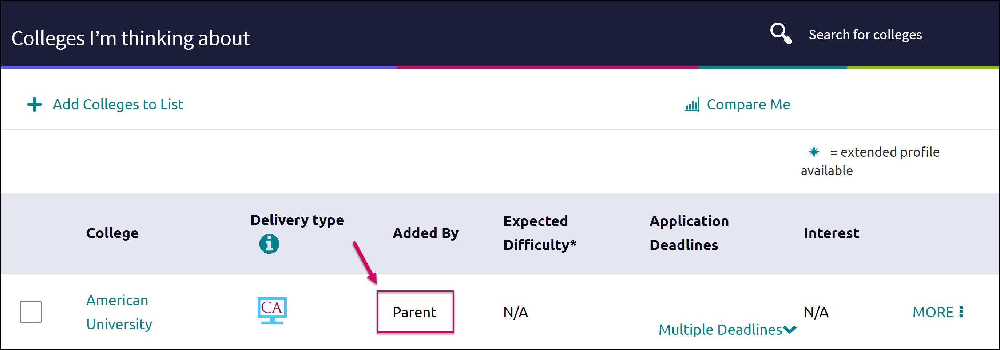 Colleges I'm thinking about
Search for colleges
Add Colleges to List
Compare Me
= extended profile
available
College
Delivery type
Added By
Expected
Difficulty*
Application
Deadlines
Interest
American
University
CA
Parent
N/A
Multiple Deadlines
N/A
MORE